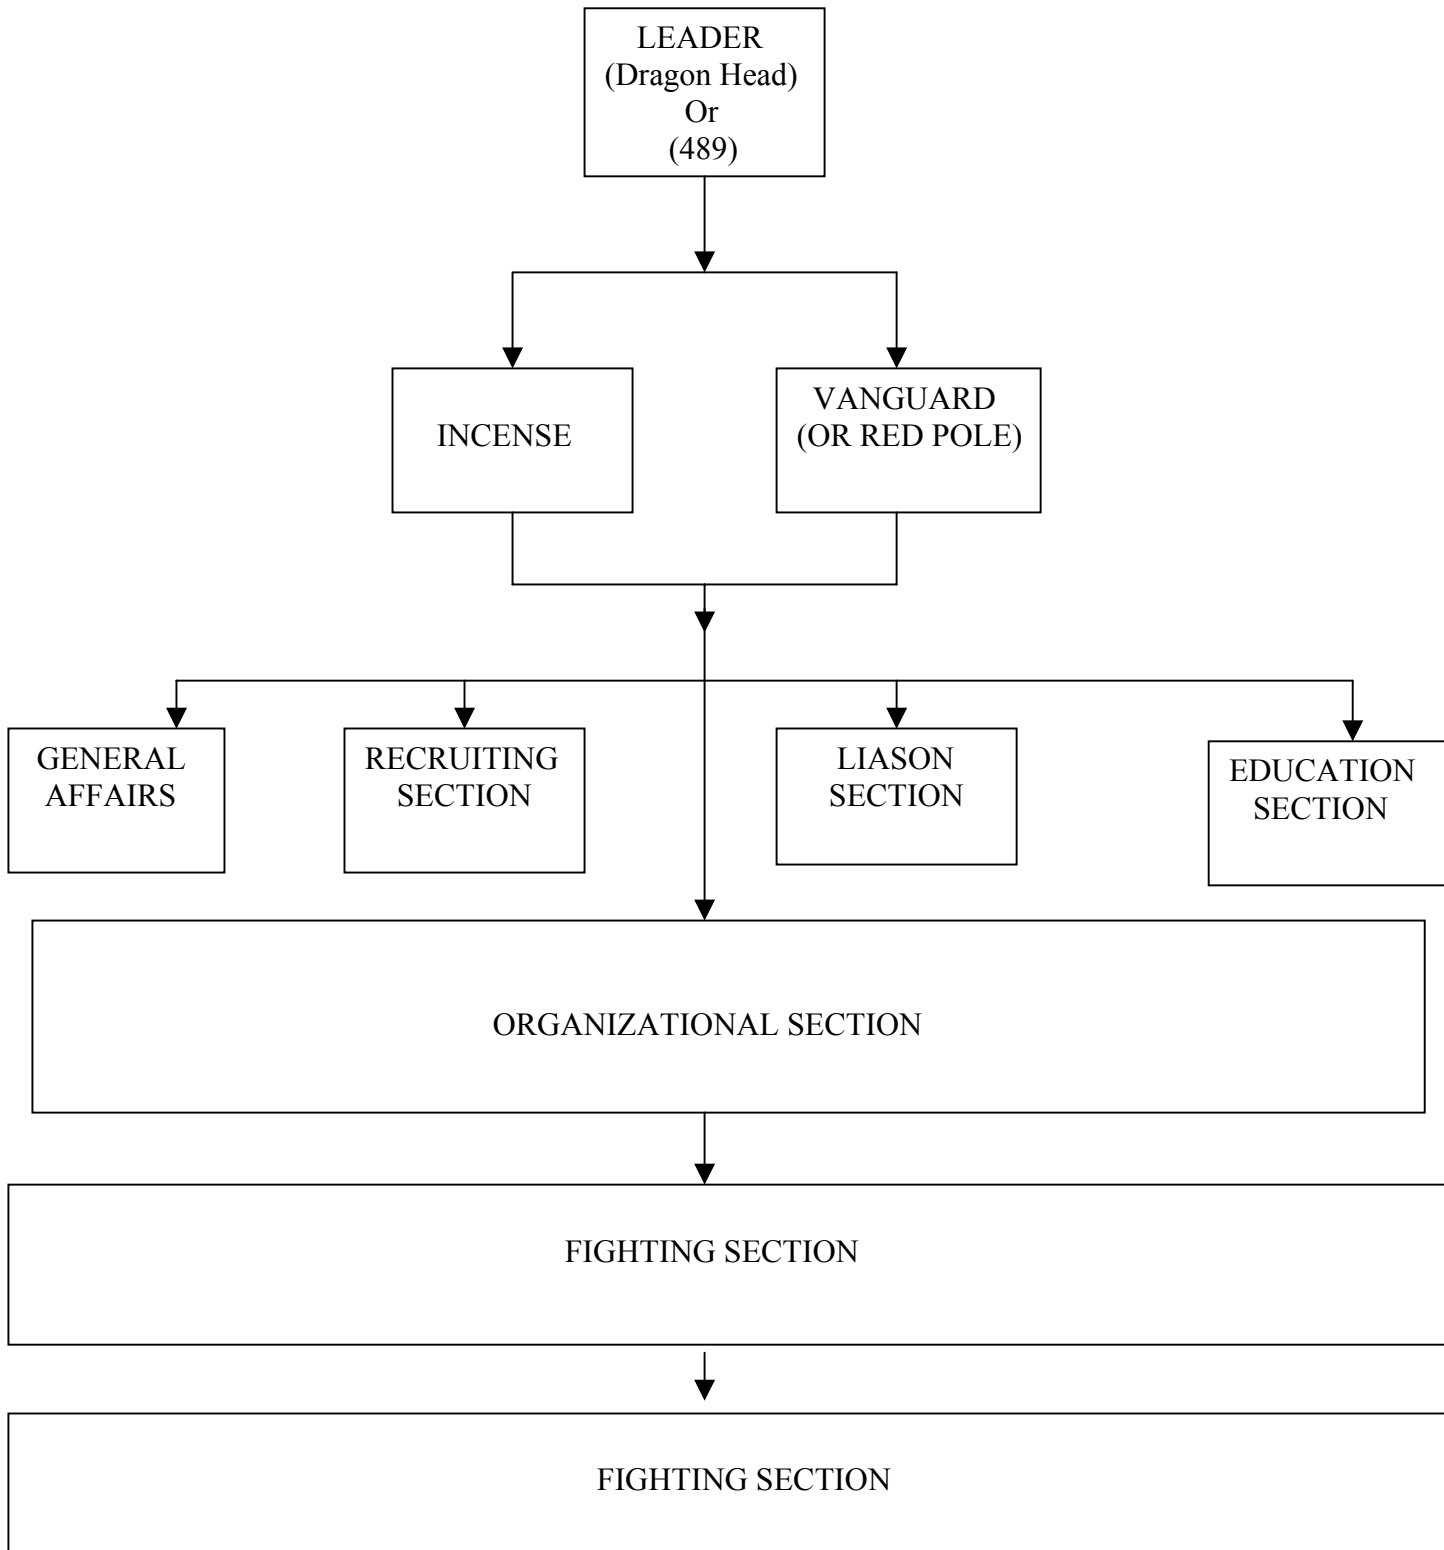 LEADER
(Dragon Head)
Or
(489)
INCENSE
VANGUARD
(OR RED POLE)
GENERAL
AFFAIRS
RECRUITING
SECTION
LIASON
SECTION
EDUCATION
SECTION
ORGANIZATIONAL SECTION
FIGHTING SECTION
FIGHTING SECTION